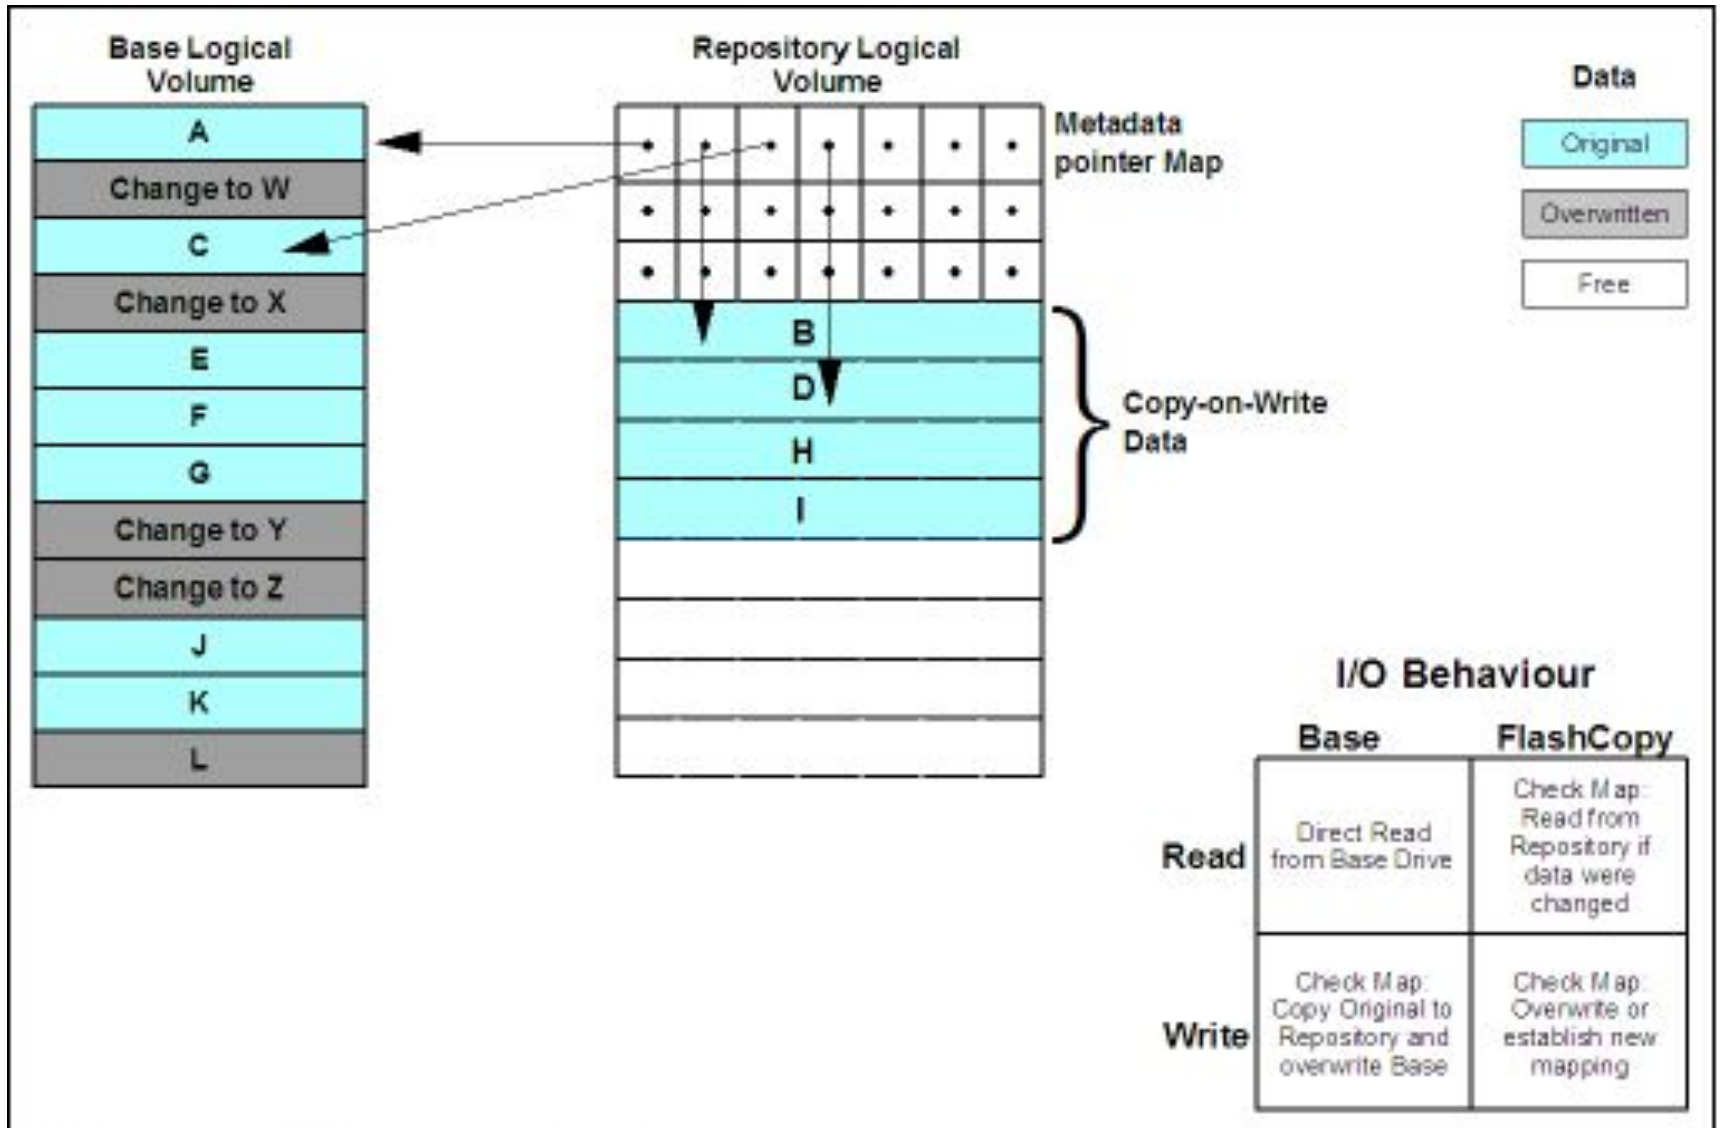 Base Logical
Volume
A
Change to W
C
Change to X
E
F
G
Change to Y
Change to Z
J
K
L
Repository Logical
Volume
Metadata
pointer Map
B
D
H
I
Copy-on-Write
Data
Data
Original
Overwritten
Free
I/O Behaviour
Base
FlashCopy
Read
Direct Read
from Base Drive
Check Map:
Read from
Repository if
data were
changed
Write
Check Map:
Copy Original to
Repository and
overwrite Base
Check Map:
Overwrite or
establish new
mapping